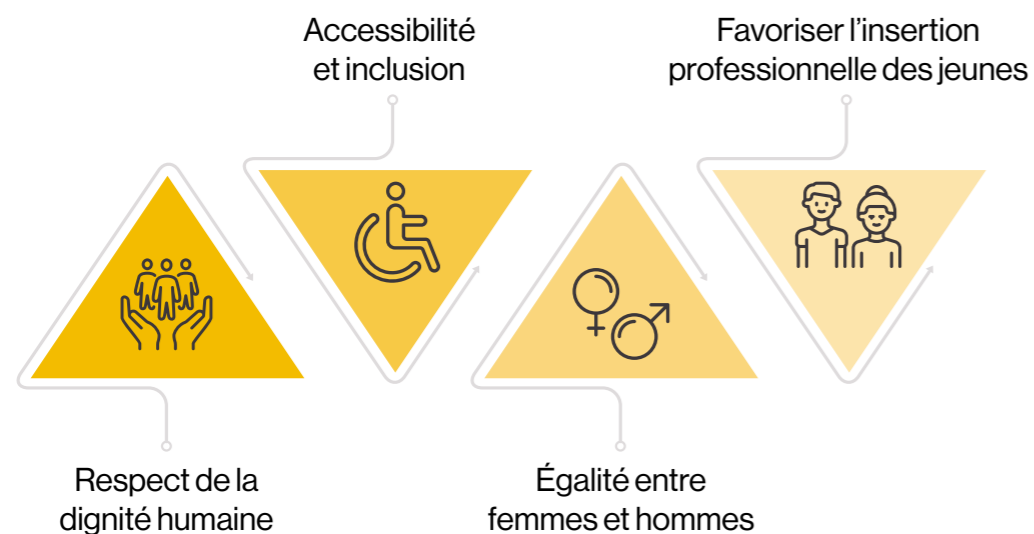 Accessibilité
et inclusion
Favoriser l’insertion
professionnelle des jeunes
Respect de la
dignité humaine
Égalité entre
femmes et hommes